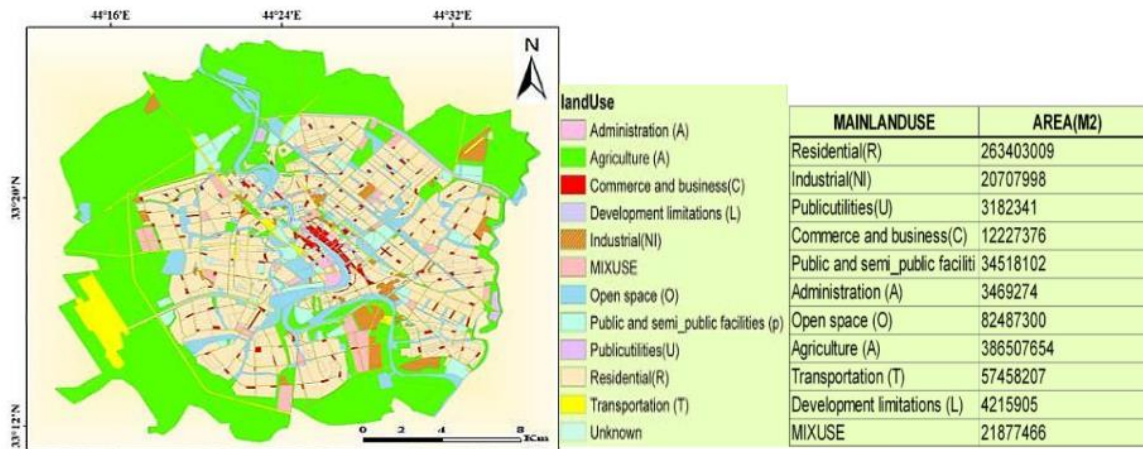 44°16'E 44°24'E 44°32'E
N
33°20'N
33°12'N
0 2 4 8
landUse
Administration (A)
Agriculture (A)
Commerce and business(C)
Development limitations (L)
Industrial(NI)
MIXUSE
Open space (O)
Public and semi_public facilities (p)
Publicutilities(U)
Residential(R)
Transportation (T)
Unknown
MAINLANDUSE AREA(M2)
Residential(R) 263403009
Industrial(NI) 20707998
Publicutilities(U) 3182341
Commerce and business(C) 12227376
Public and semi_public faciliti 34518102
Administration (A) 3469274
Open space (O) 82487300
Agriculture (A) 386507654
Transportation (T) 57458207
Development limitations (L) 4215905
MIXUSE 21877466